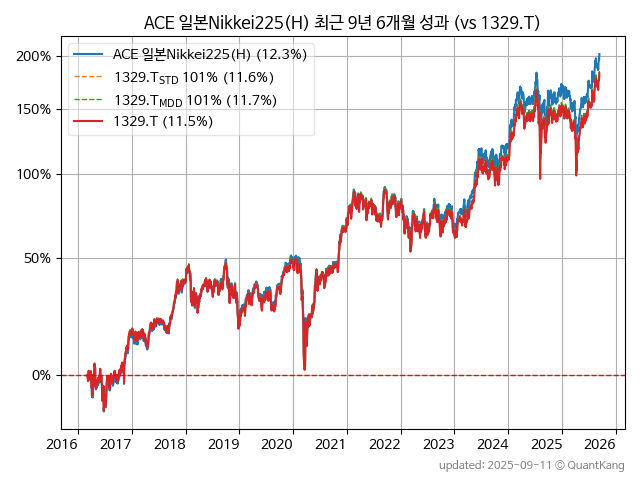 ACE 일본Nikkei225(H) 최근 9년 6개월 성과 (vs 1329.T)
ACE 일본Nikkei225(H) (12.3%)
1329.T STD 101% (11.6%)
1329.T MDD 101% (11.7%)
1329.T (11.5%)
200%
150%
100%
50%
0%
2016 2017 2018 2019 2020 2021 2022 2023 2024 2025 2026
updated: 2025-09-11 © QuantKang